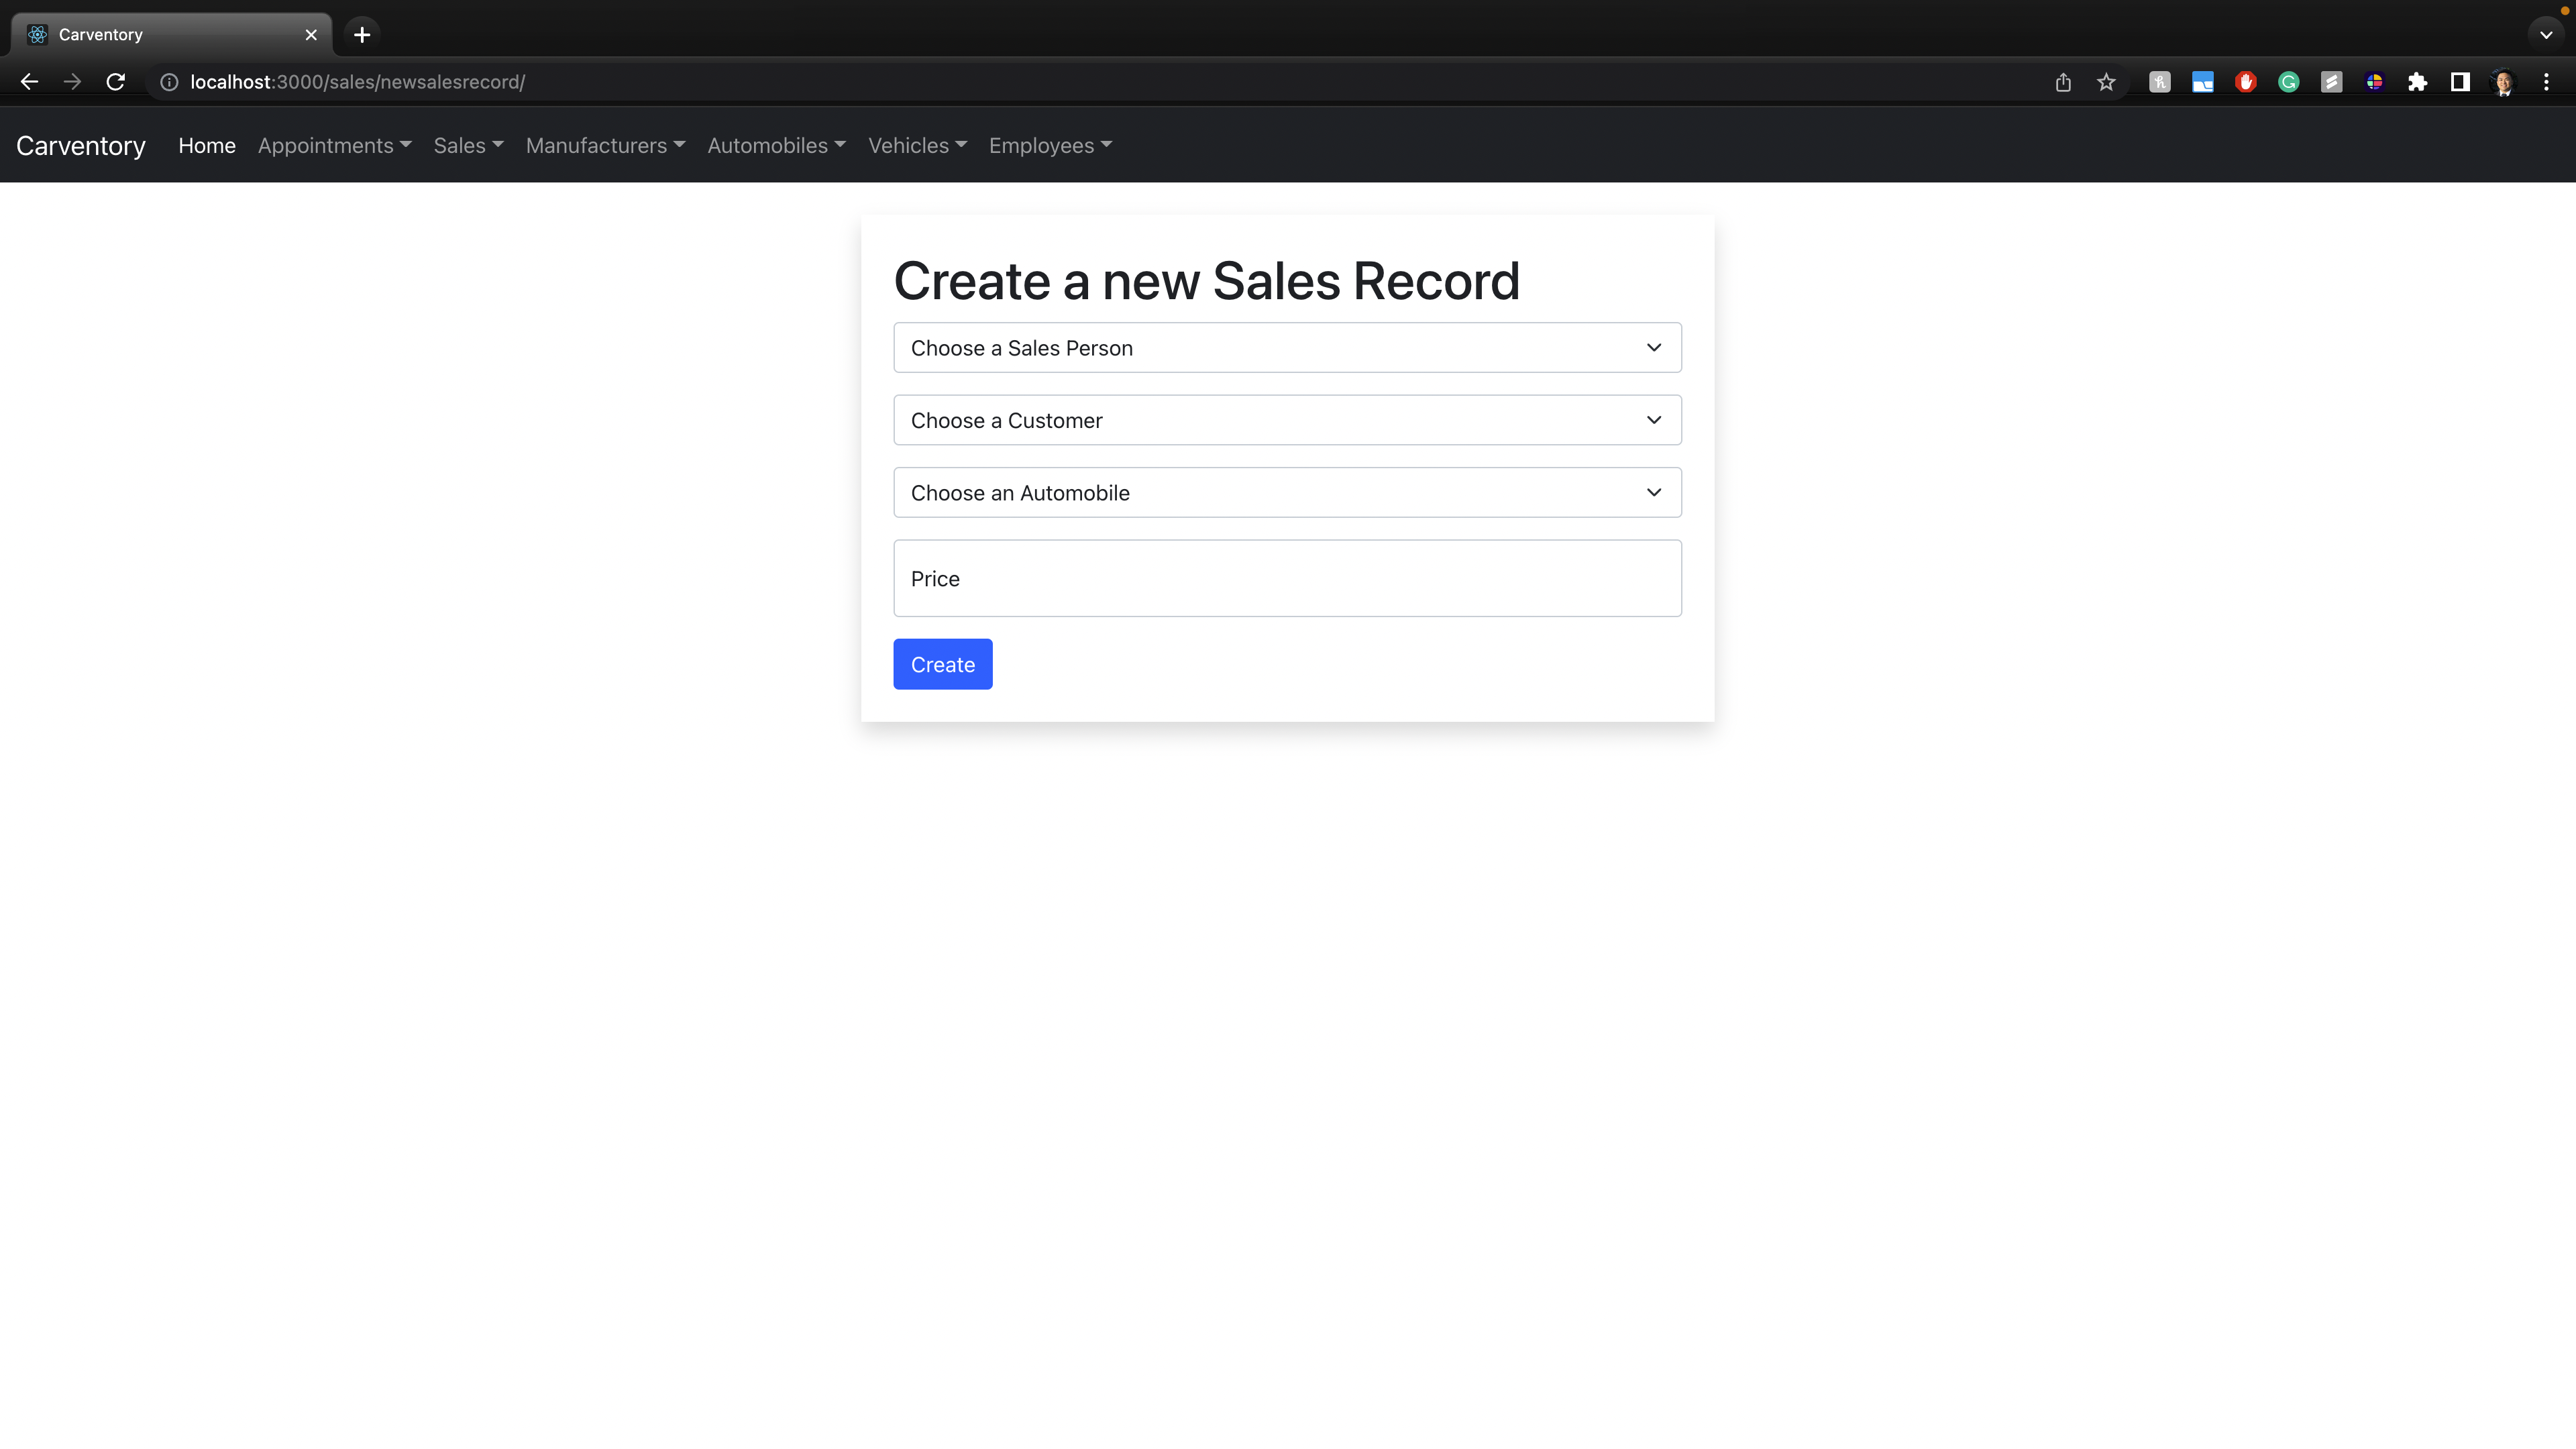 Carventory
localhost:3000/sales/newsalesrecord/
Carventory Home Appointments Sales Manufacturers Automobiles Vehicles Employees
Create a new Sales Record
Choose a Sales Person
Choose a Customer
Choose an Automobile
Price
Create